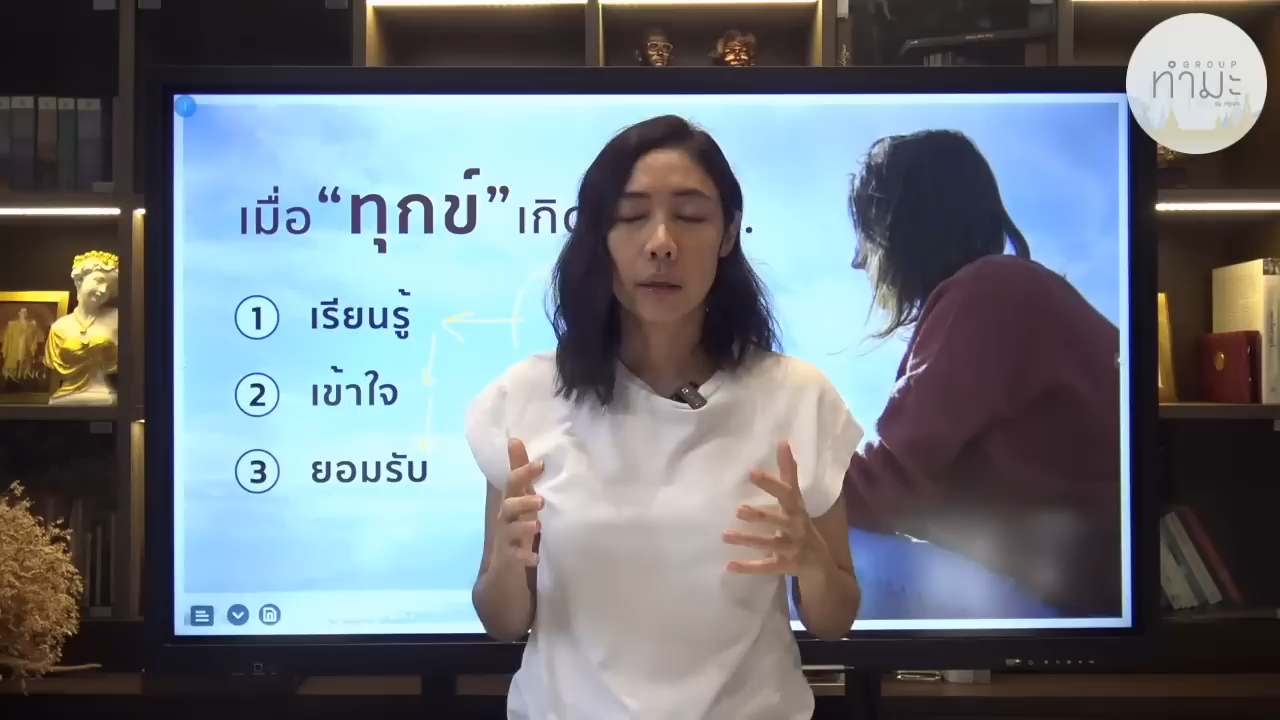 GROUP
ทำมะ
เมื่อ “ทุกข์” เกิด
1 เรียนรู้
2 เข้าใจ
3 ยอมรับ